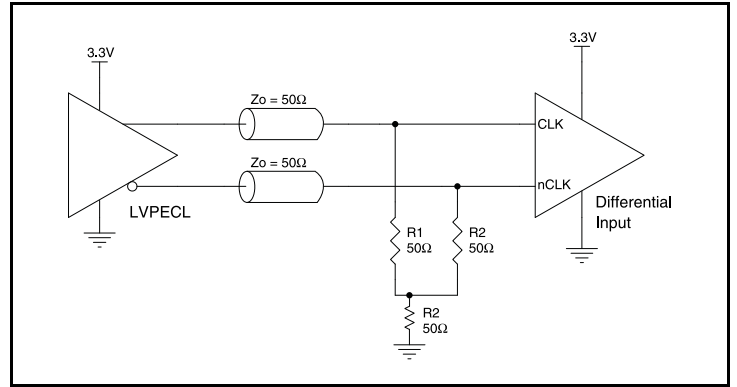 3.3V
3.3V
Zo = 50Ω
CLK
Zo = 50Ω
nCLK
LVPECL
Differential
Input
R1
50Ω
R2
50Ω
R2
50Ω